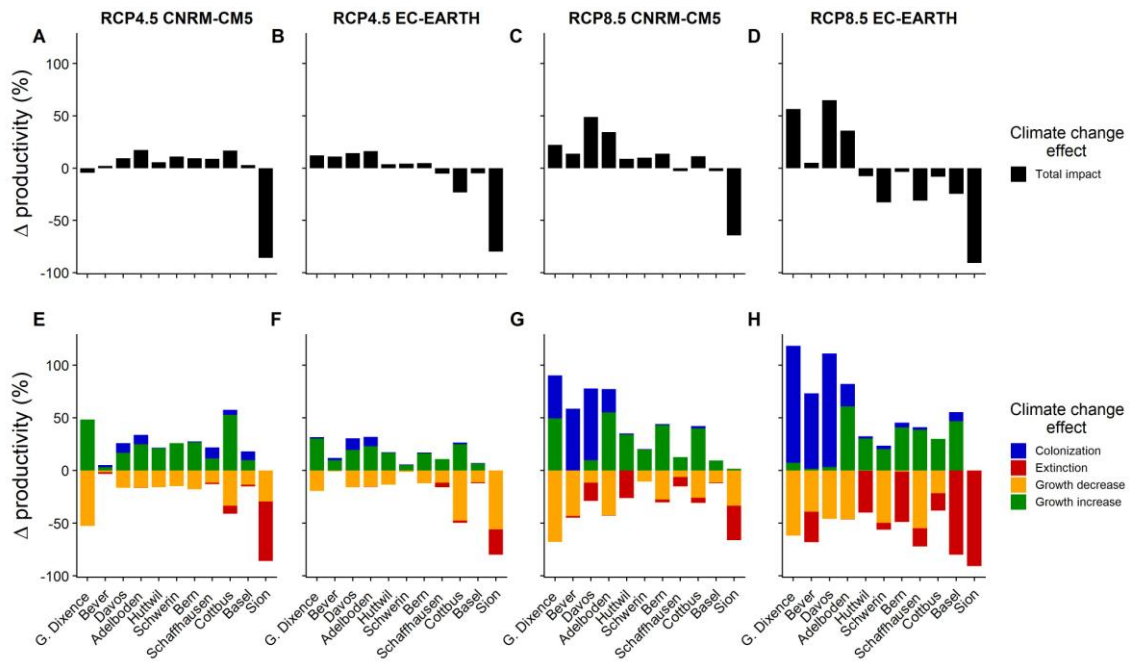 RCP4.5 CNRM-CM5
RCP4.5 EC-EARTH
RCP8.5 CNRM-CM5
RCP8.5 EC-EARTH
A
B
C
D
Δ productivity (%)
100
50
0
-50
-100
Climate change
effect
Total impact
E
F
G
H
Δ productivity (%)
100
50
0
-50
-100
Climate change
effect
Colonization
Extinction
Growth decrease
Growth increase
G. Dixence
Bever
Davos
Adelboden
Huttwil
Schwerin
Bern
Schaffhausen
Cottbus
Basel
Sion
G. Dixence
Bever
Davos
Adelboden
Huttwil
Schwerin
Bern
Schaffhausen
Cottbus
Basel
Sion
G. Dixence
Bever
Davos
Adelboden
Huttwil
Schwerin
Bern
Schaffhausen
Cottbus
Basel
Sion
G. Dixence
Bever
Davos
Adelboden
Huttwil
Schwerin
Bern
Schaffhausen
Cottbus
Basel
Sion